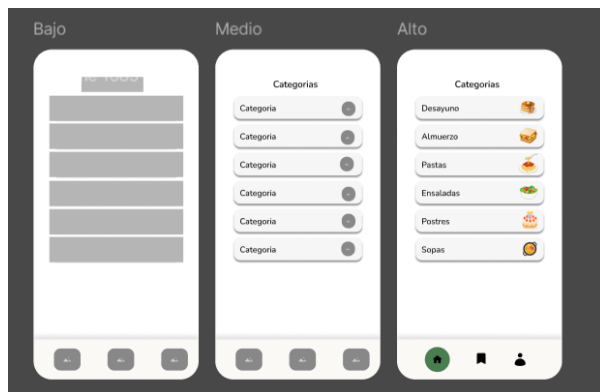 Bajo
Medio
Alto
Categorias
Categoria
Categoria
Categoria
Categoria
Categoria
Categoria
Categorias
Desayuno
Almuerzo
Pastas
Ensaladas
Postres
Sopas